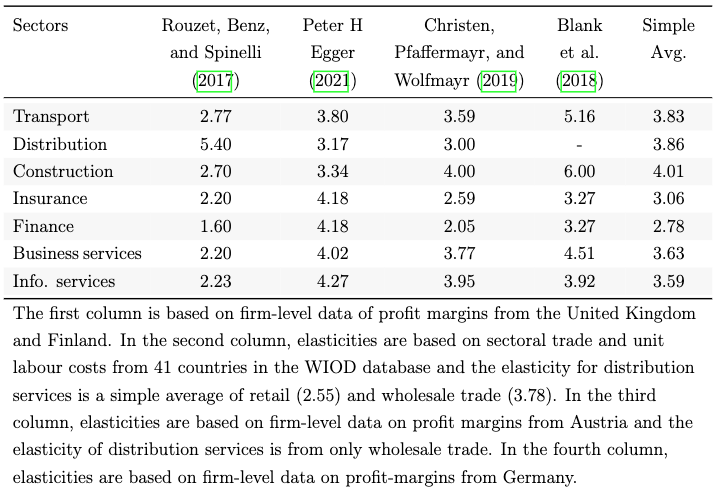 Sectors Rouzet, Benz, Peter H Christen, Blank Simple
and Spinelli Egger Pfaffermayr, and et al. Avg.
(2017) (2021) Wolfmayr (2019) (2018)
Transport 2.77 3.80 3.59 5.16 3.83
Distribution 5.40 3.17 3.00 - 3.86
Construction 2.70 3.34 4.00 6.00 4.01
Insurance 2.20 4.18 2.59 3.27 3.06
Finance 1.60 4.18 2.05 3.27 2.78
Business services 2.20 4.02 3.77 4.51 3.63
Info. services 2.23 4.27 3.95 3.92 3.59
The first column is based on firm-level data of profit margins from the United Kingdom
and Finland. In the second column, elasticities are based on sectoral trade and unit
labour costs from 41 countries in the WIOD database and the elasticity for distribution
services is a simple average of retail (2.55) and wholesale trade (3.78). In the third
column, elasticities are based on firm-level data on profit margins from Austria and the
elasticity of distribution services is from only wholesale trade. In the fourth column,
elasticities are based on firm-level data on profit-margins from Germany.